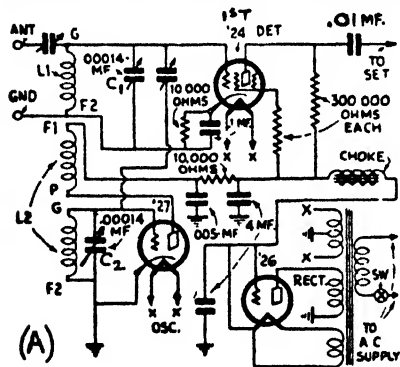 1ST
ANT
G
'24 DET
.01 MF.
.00014 MF
L1
C1
TO SET
10,000 OHMS
GND
F2
1 MF.
300,000 OHMS EACH
F1
10,000 OHMS
X X
CHOKE
P
L2
G
.00014 MF
'27
.005-MF
4 MF.
X
C2
'26
X
F2
RECT.
SW
X X
OSC.
TO A C SUPPLY
(A)